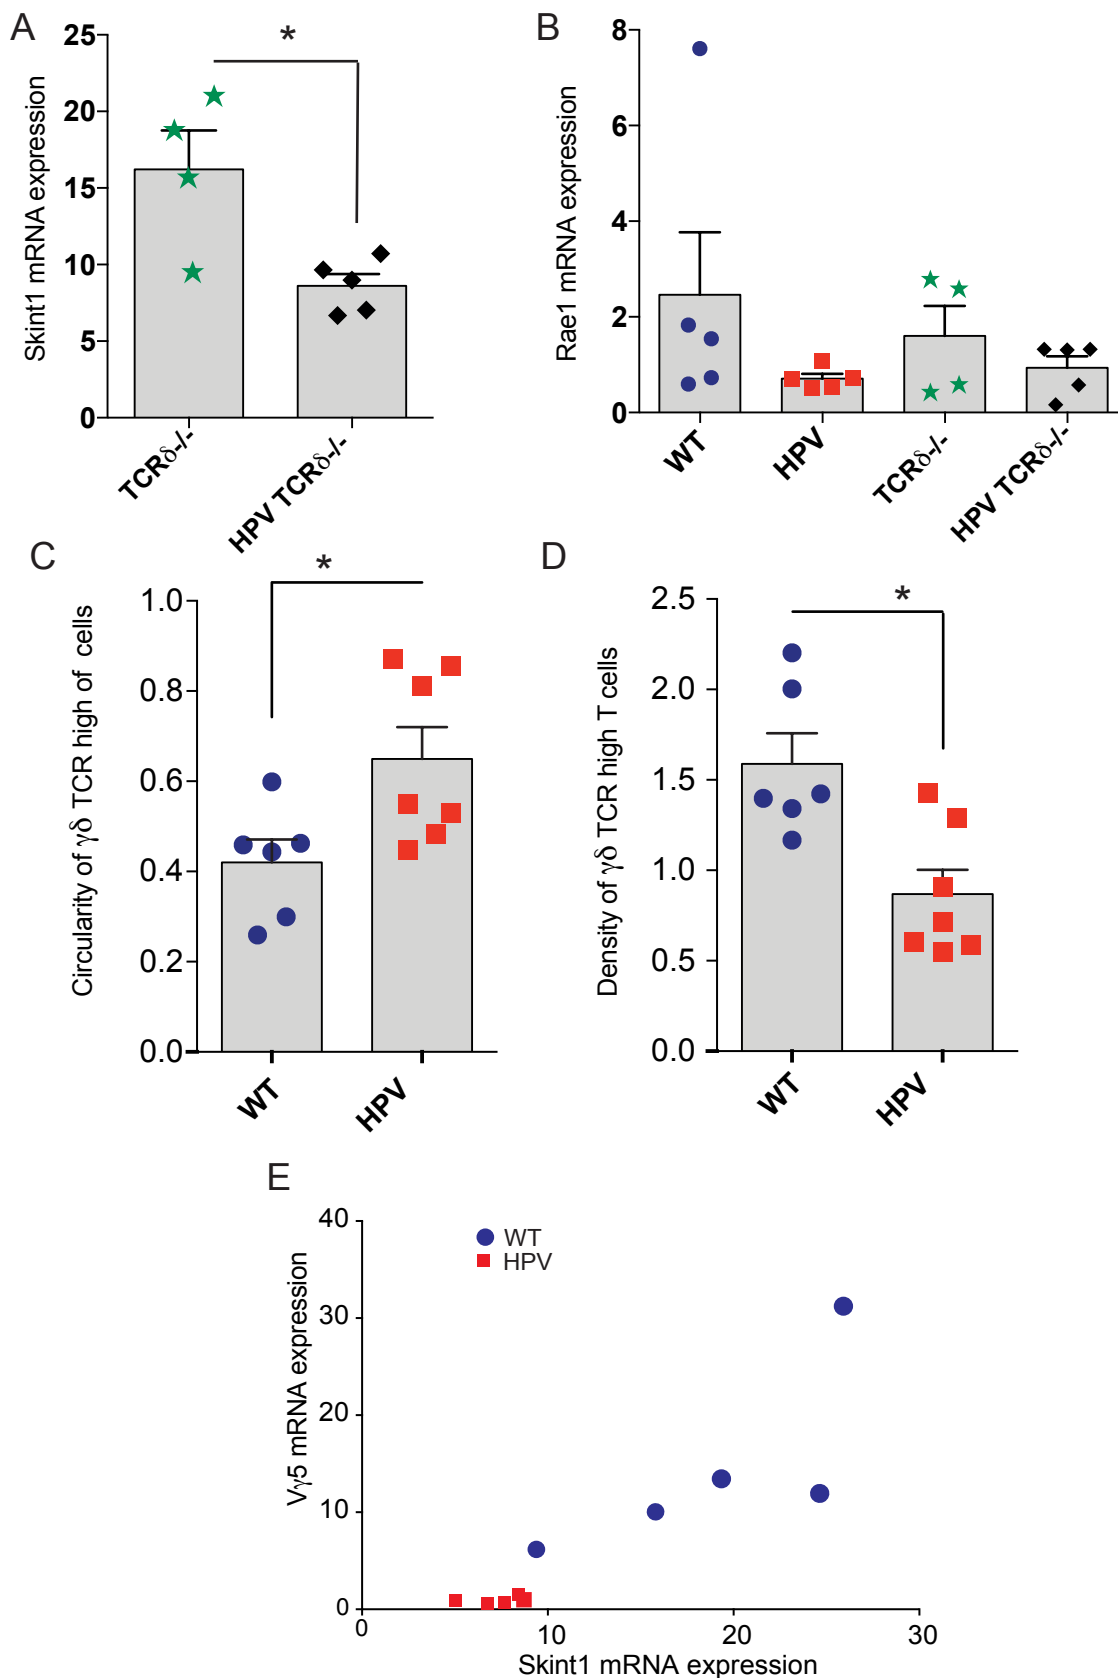 A
Skint1 mRNA expression
25
20
15
10
5
0
*
TCRδ-/-
HPV TCRδ-/-
B
Rae1 mRNA expression
8
6
4
2
0
WT
HPV
TCRδ-/-
HPV TCRδ-/-
C
Circularity of γδ TCR high of cells
1.0
0.8
0.6
0.4
0.2
0.0
*
WT
HPV
D
Density of γδ TCR high T cells
2.5
2.0
1.5
1.0
0.5
0.0
*
WT
HPV
E
Vγ5 mRNA expression
40
30
20
10
0
WT
HPV
0
10
20
30
Skint1 mRNA expression